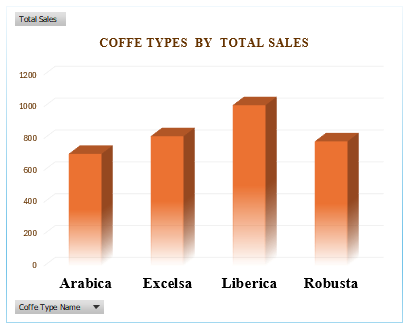 Total Sales
COFFE TYPES BY TOTAL SALES
1200
1000
800
600
400
200
0
Arabica Excelsa Liberica Robusta
Coffe Type Name